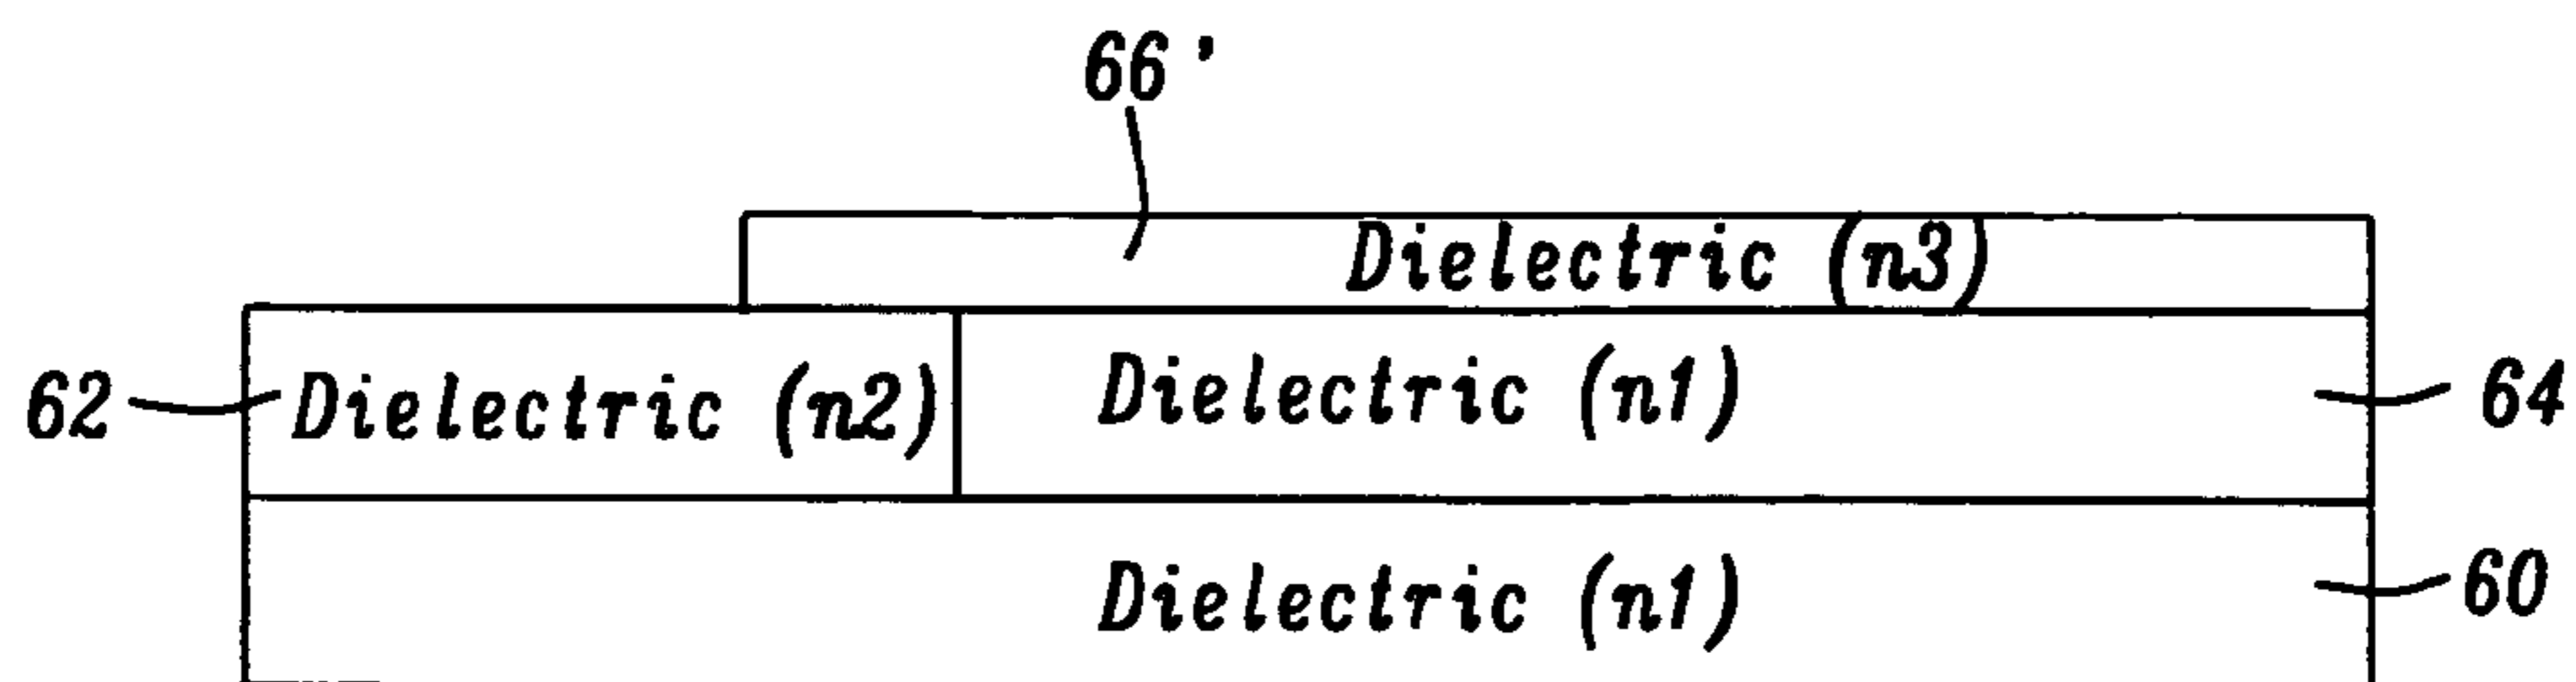 66'
Dielectric (n3)
62 Dielectric (n2) Dielectric (n1) 64
Dielectric (n1) 60